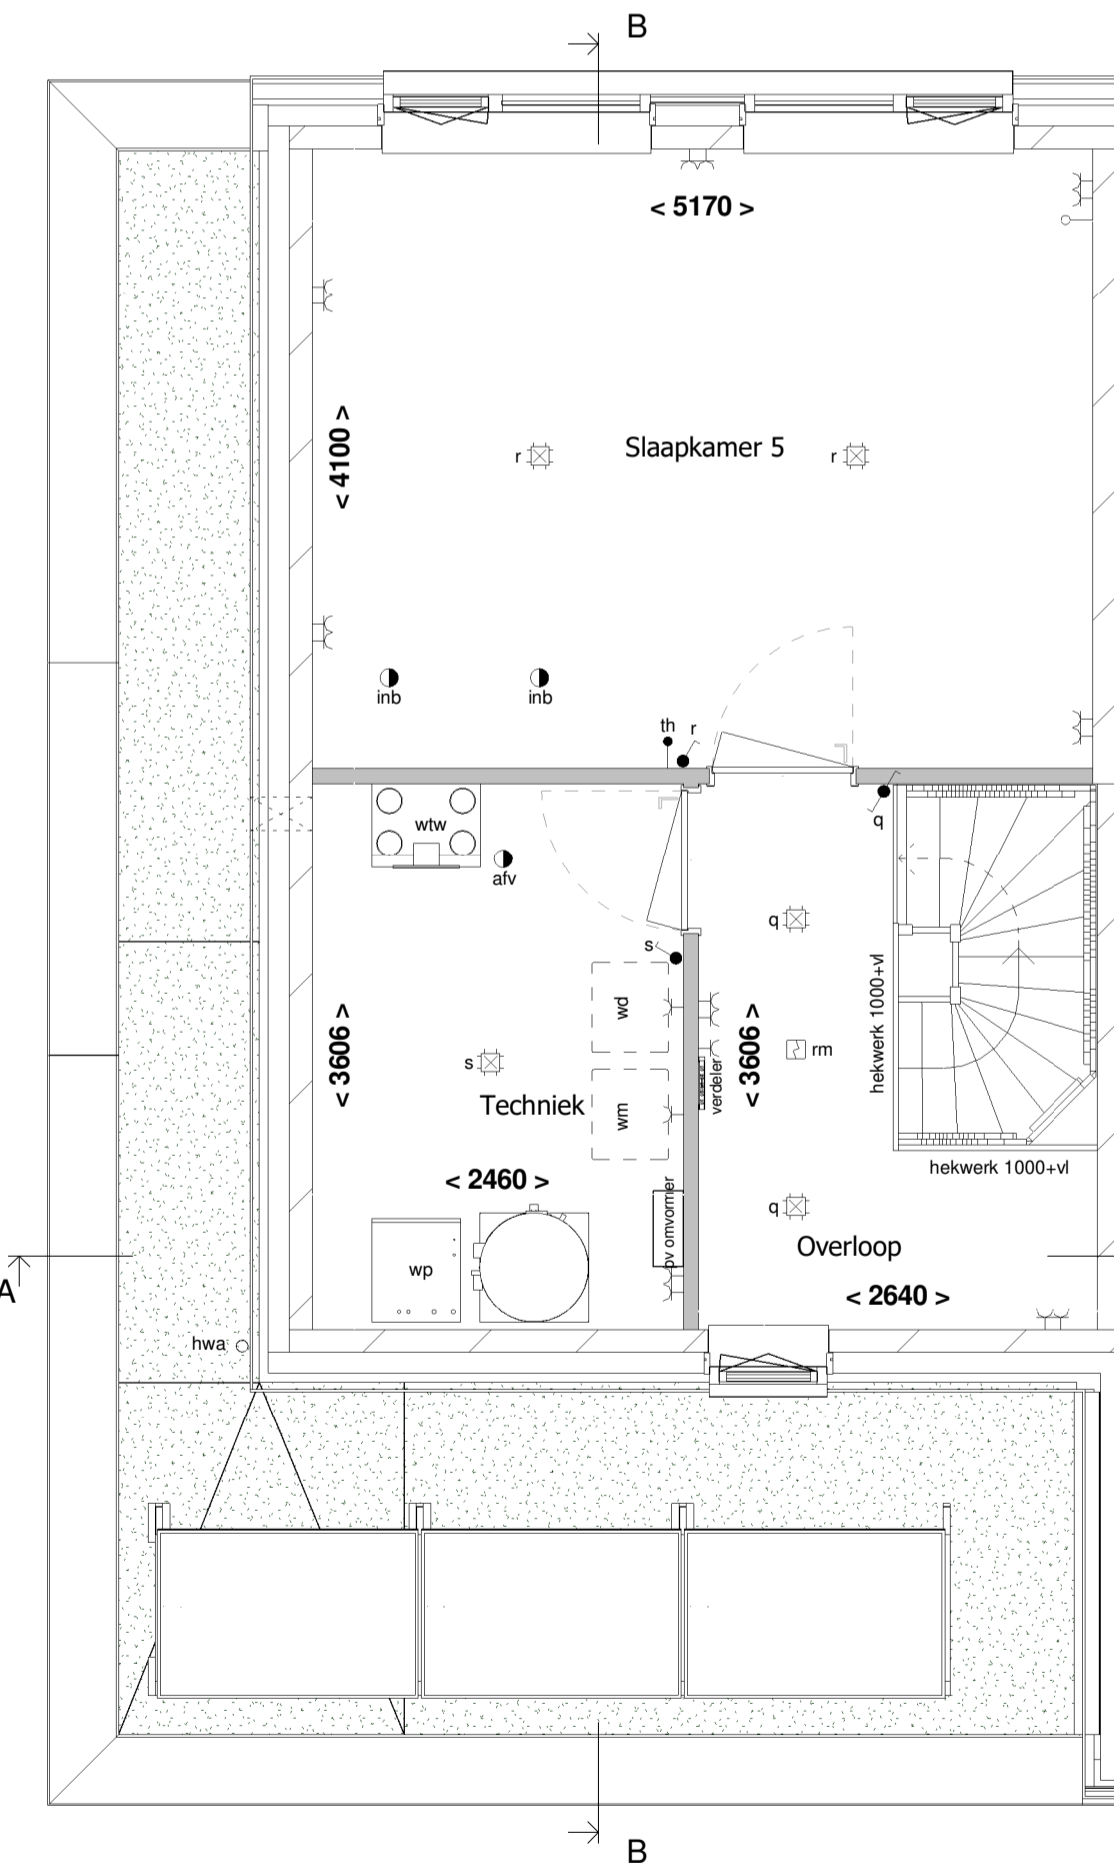 B
< 5170 >
< 4100 >
r
Slaapkamer 5
r
inb
inb
th
r
q
wtw
afv
s
q
wd
< 3606 >
s
Techniek
wm
< 3606 >
verdeler
rm
hekwerk 1000+vl
hekwerk 1000+vl
< 2460 >
pv omvormer
q
Overloop
wp
< 2640 >
A
hwa
B